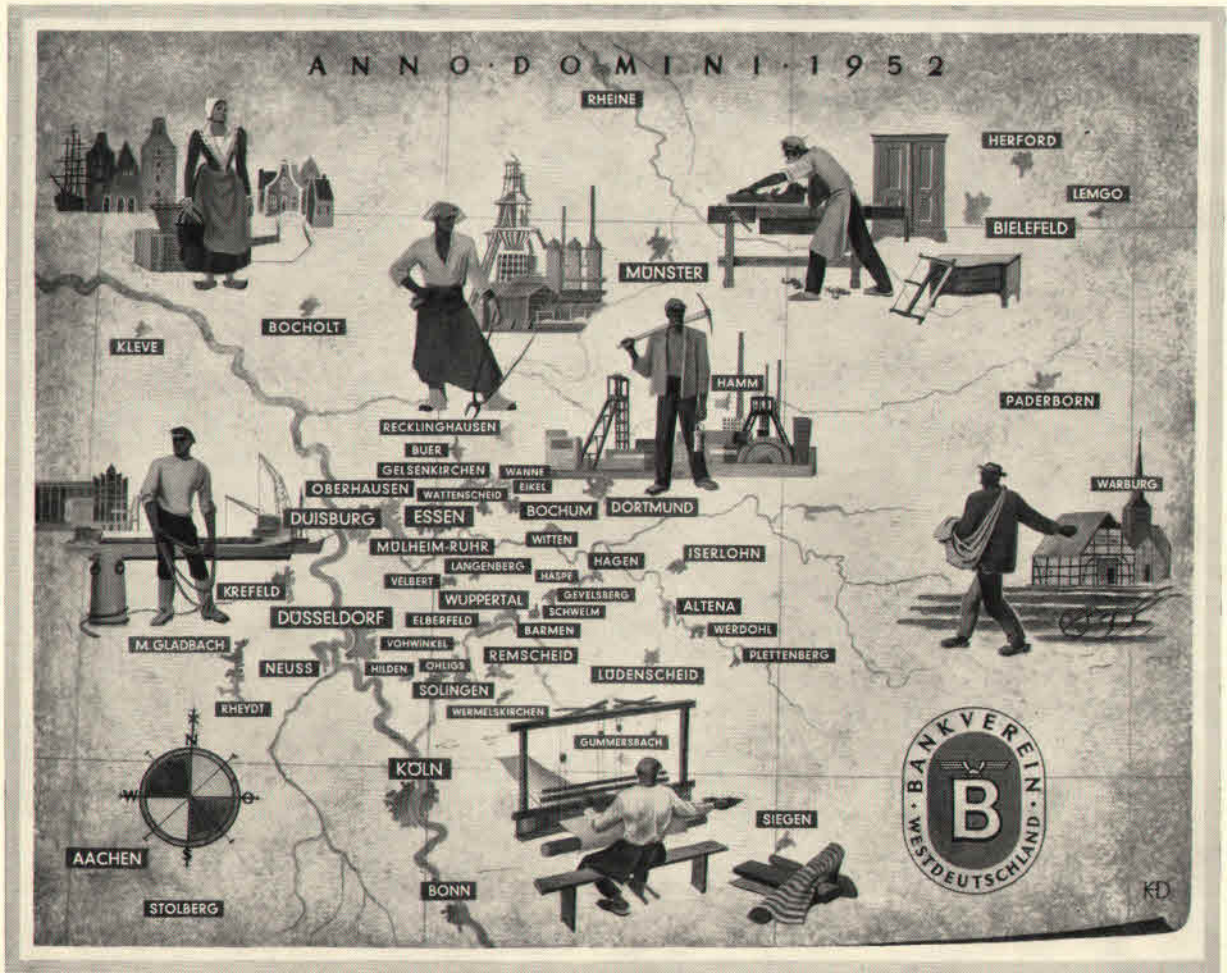 ANNO·DOMINI·1952
RHEINE
HERFORD
LEMGO
BIELEFELD
MÜNSTER
BOCHOLT
KLEVE
HAMM
PADERBORN
RECKLINGHAUSEN
BUER
GELSENKIRCHEN
WANNE
EIKEL
OBERHAUSEN
WATTENSCHEID
WARBURG
DUISBURG
ESSEN
BOCHUM
DORTMUND
MÜLHEIM-RUHR
WITTEN
HAGEN
ISERLOHN
LANGENBERG
VELBERT
HASPE
GEVELSBERG
KREFELD
WUPPERTAL
SCHWELM
ALTENA
DÜSSELDORF
ELBERFELD
BARMEN
WERDOHL
M. GLADBACH
VOHWINKEL
REMSCHEID
PLETTENBERG
NEUSS
HILDEN
OHLIGS
LÜDENSCHEID
SOLINGEN
RHEYDT
WERMELSKIRCHEN
GUMMERSBACH
N
W
O
S
KÖLN
SIEGEN
AACHEN
STOLBERG
BONN
BANKVEREIN
B
WESTDEUTSCHLAND
KD